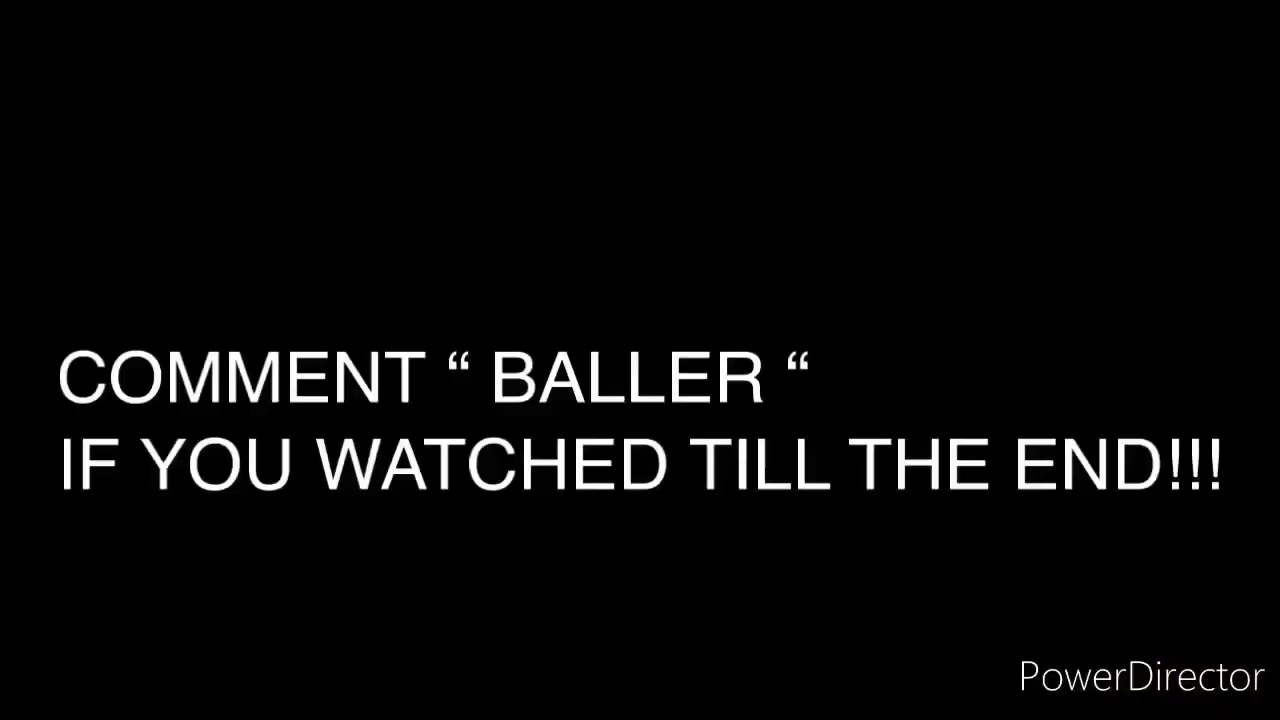 COMMENT “ BALLER “
IF YOU WATCHED TILL THE END!!!
PowerDirector